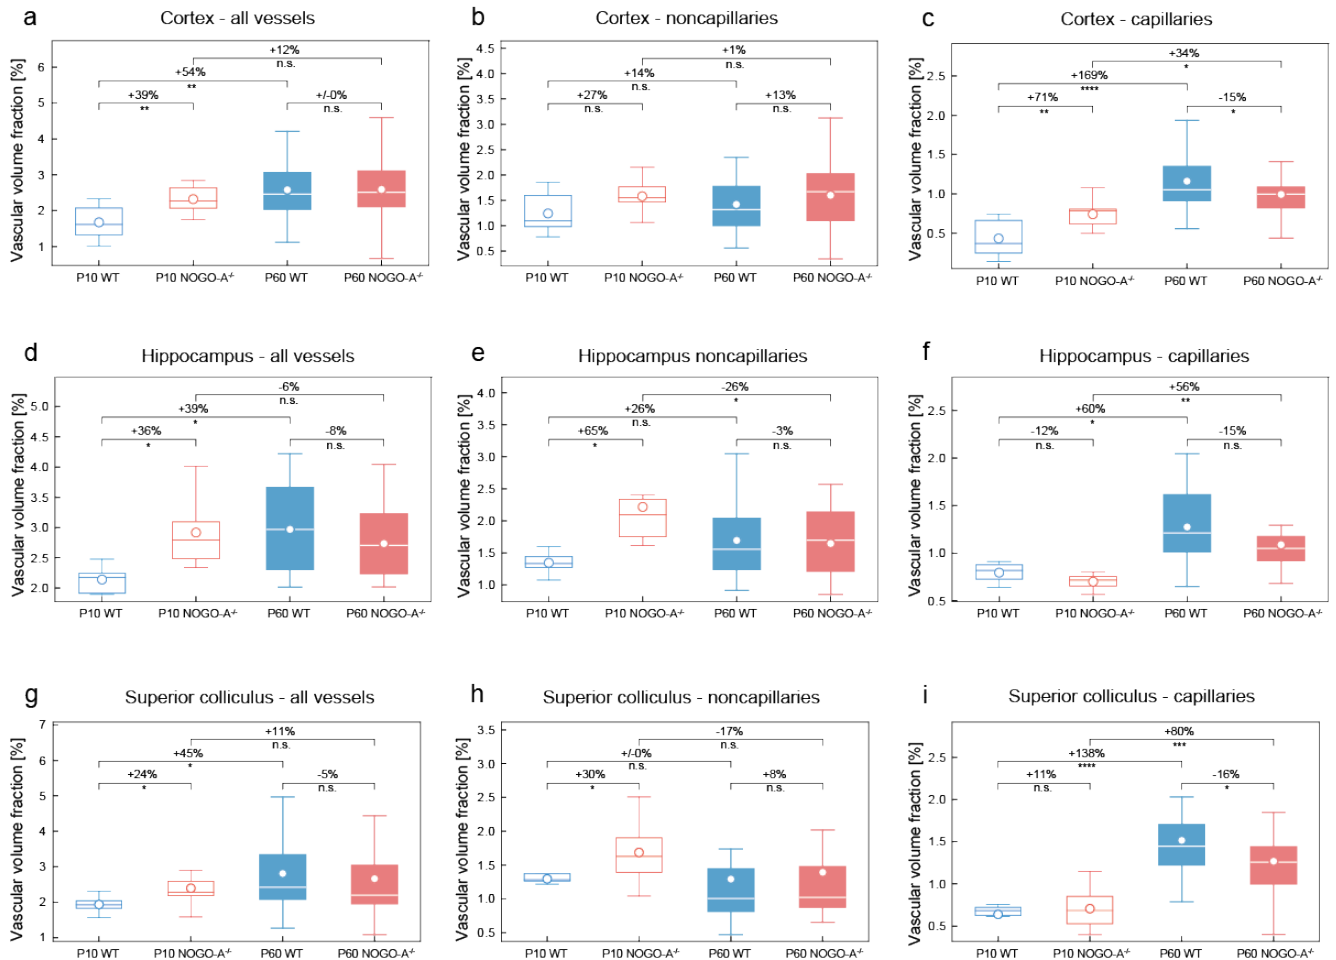 a
Cortex - all vessels
Vascular volume fraction [%]
6
5
4
3
2
1
+12%
n.s.
+54%
**
+39%
**
+/-0%
n.s.
P10 WT
P10 NOGO-A-/-
P60 WT
P60 NOGO-A-/-
b
Cortex - noncapillaries
Vascular volume fraction [%]
4.5
4.0
3.5
3.0
2.5
2.0
1.5
1.0
0.5
+1%
n.s.
+14%
n.s.
+27%
n.s.
+13%
n.s.
P10 WT
P10 NOGO-A-/-
P60 WT
P60 NOGO-A-/-
c
Cortex - capillaries
Vascular volume fraction [%]
2.5
2.0
1.5
1.0
0.5
+34%
*
+169%
****
+71%
**
-15%
*
P10 WT
P10 NOGO-A-/-
P60 WT
P60 NOGO-A-/-
d
Hippocampus - all vessels
Vascular volume fraction [%]
5.0
4.5
4.0
3.5
3.0
2.5
2.0
-6%
n.s.
+39%
*
+36%
*
-8%
n.s.
P10 WT
P10 NOGO-A-/-
P60 WT
P60 NOGO-A-/-
e
Hippocampus noncapillaries
Vascular volume fraction [%]
4.0
3.5
3.0
2.5
2.0
1.5
1.0
-26%
*
+26%
n.s.
+65%
*
-3%
n.s.
P10 WT
P10 NOGO-A-/-
P60 WT
P60 NOGO-A-/-
f
Hippocampus - capillaries
Vascular volume fraction [%]
2.5
2.0
1.5
1.0
0.5
+56%
**
+60%
*
-12%
n.s.
-15%
n.s.
P10 WT
P10 NOGO-A-/-
P60 WT
P60 NOGO-A-/-
g
Superior colliculus - all vessels
Vascular volume fraction [%]
7
6
5
4
3
2
1
+11%
n.s.
+45%
*
+24%
*
-5%
n.s.
P10 WT
P10 NOGO-A-/-
P60 WT
P60 NOGO-A-/-
h
Superior colliculus - noncapillaries
Vascular volume fraction [%]
3.5
3.0
2.5
2.0
1.5
1.0
0.5
-17%
n.s.
+/-0%
n.s.
+30%
*
+8%
n.s.
P10 WT
P10 NOGO-A-/-
P60 WT
P60 NOGO-A-/-
i
Superior colliculus - capillaries
Vascular volume fraction [%]
2.5
2.0
1.5
1.0
0.5
+80%
***
+138%
****
+11%
n.s.
-16%
*
P10 WT
P10 NOGO-A-/-
P60 WT
P60 NOGO-A-/-